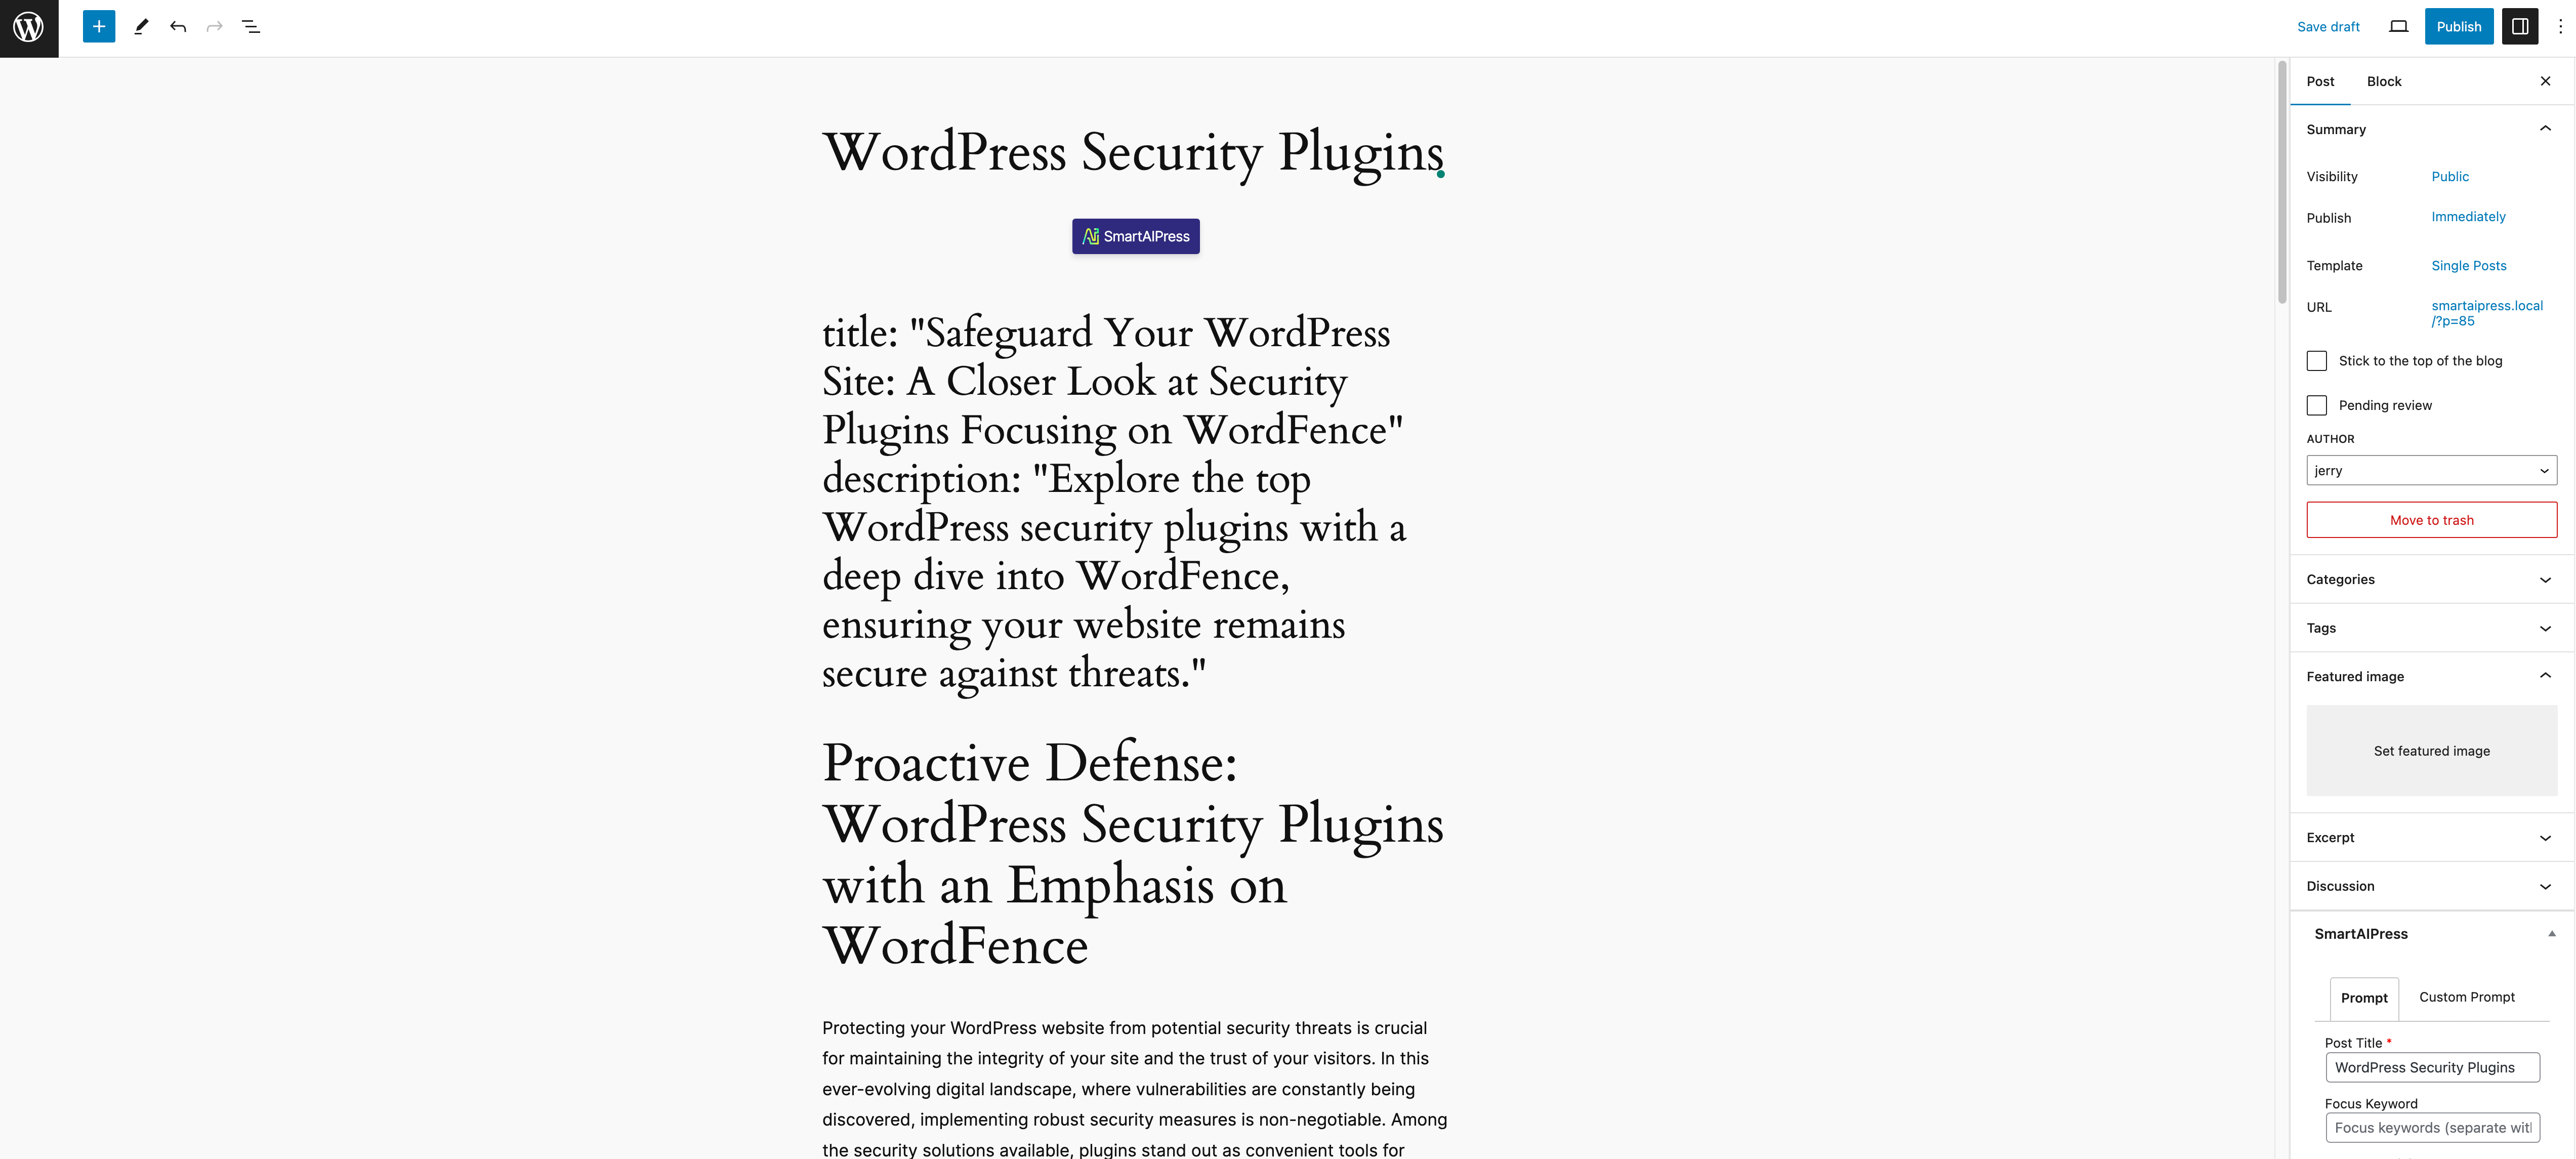 Save draft
Publish
Post
Block
WordPress Security Plugins
SmartAIPress
title: "Safeguard Your WordPress
Site: A Closer Look at Security
Plugins Focusing on WordFence"
description: "Explore the top
WordPress security plugins with a
deep dive into WordFence,
ensuring your website remains
secure against threats."
Proactive Defense:
WordPress Security Plugins
with an Emphasis on
WordFence
Protecting your WordPress website from potential security threats is crucial
for maintaining the integrity of your site and the trust of your visitors. In this
ever-evolving digital landscape, where vulnerabilities are constantly being
discovered, implementing robust security measures is non-negotiable. Among
the security solutions available, plugins stand out as convenient tools for
Summary
Visibility
Public
Publish
Immediately
Template
Single Posts
URL
smartaipress.local
/?p=85
Stick to the top of the blog
Pending review
AUTHOR
jerry
Move to trash
Categories
Tags
Featured image
Set featured image
Excerpt
Discussion
SmartAIPress
Prompt
Custom Prompt
Post Title *
WordPress Security Plugins
Focus Keyword
Focus keywords (separate